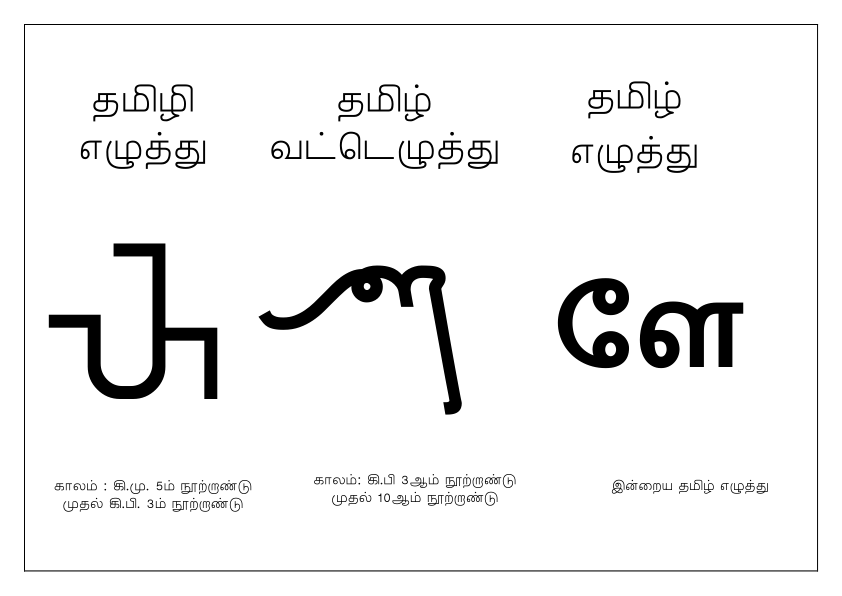 தமிழி
எழுத்து
தமிழ்
வட்டெழுத்து
தமிழ்
எழுத்து
ளே
காலம் : கி.மு. 5ம் நூற்றாண்டு
முதல் கி.பி. 3ம் நூற்றாண்டு
காலம்: கி.பி 3ஆம் நூற்றாண்டு
முதல் 10ஆம் நூற்றாண்டு
இன்றைய தமிழ் எழுத்து